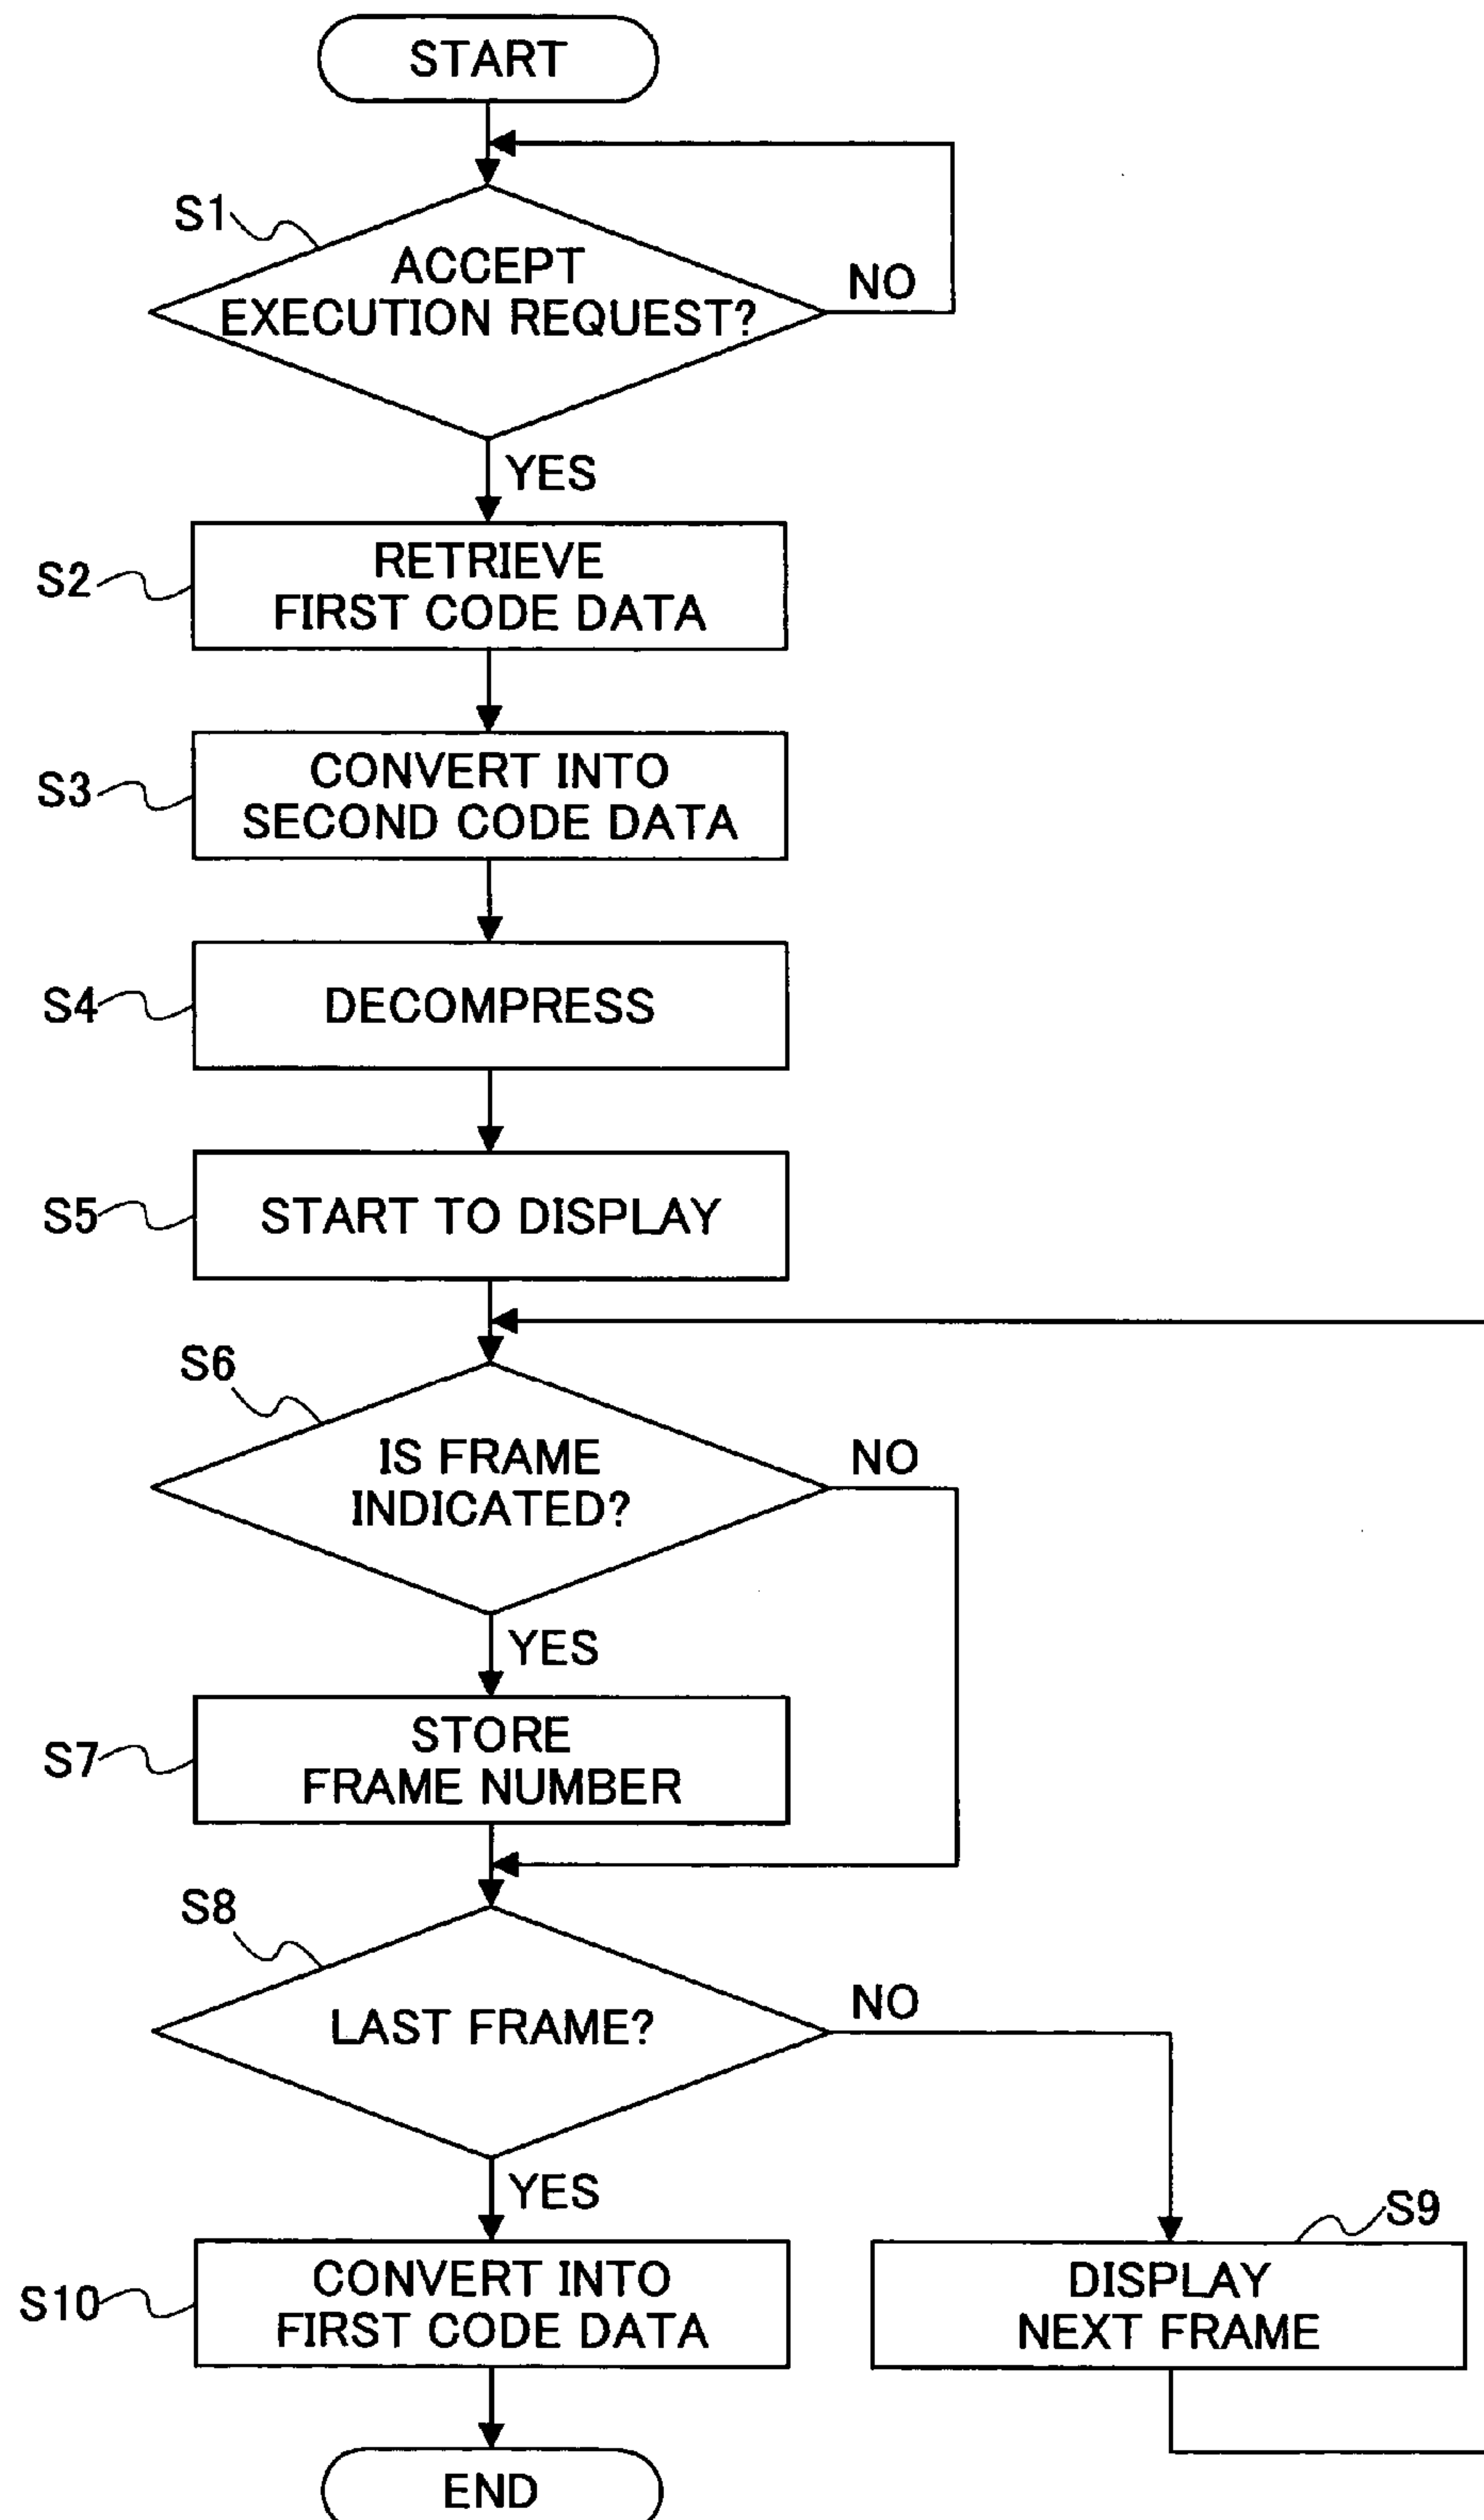 START
S1
ACCEPT
EXECUTION REQUEST?
NO
YES
S2
RETRIEVE
FIRST CODE DATA
S3
CONVERT INTO
SECOND CODE DATA
S4
DECOMPRESS
S5
START TO DISPLAY
S6
IS FRAME
INDICATED?
NO
YES
S7
STORE
FRAME NUMBER
S8
LAST FRAME?
NO
YES
S9
S10
CONVERT INTO
FIRST CODE DATA
DISPLAY
NEXT FRAME
END